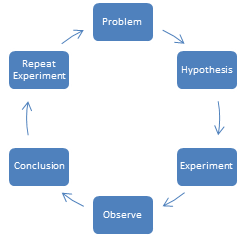 Problem
Hypothesis
Experiment
Observe
Conclusion
Repeat
Experiment